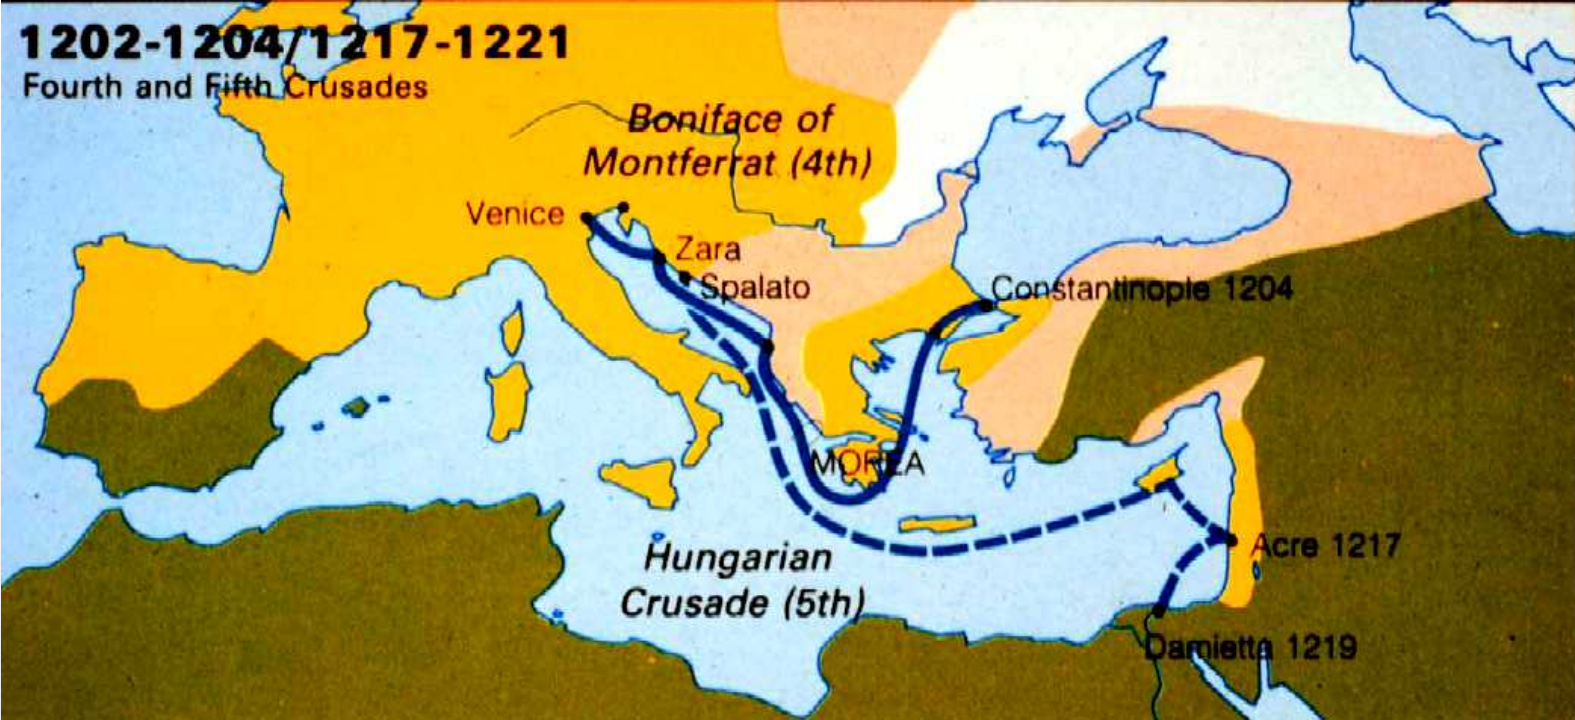 1202-1204/1217-1221
Fourth and Fifth Crusades
Boniface of
Montferrat (4th)
Venice
Zara
Spalato
Constantinople 1204
MOREA
Hungarian
Crusade (5th)
Acre 1217
Damietta 1219